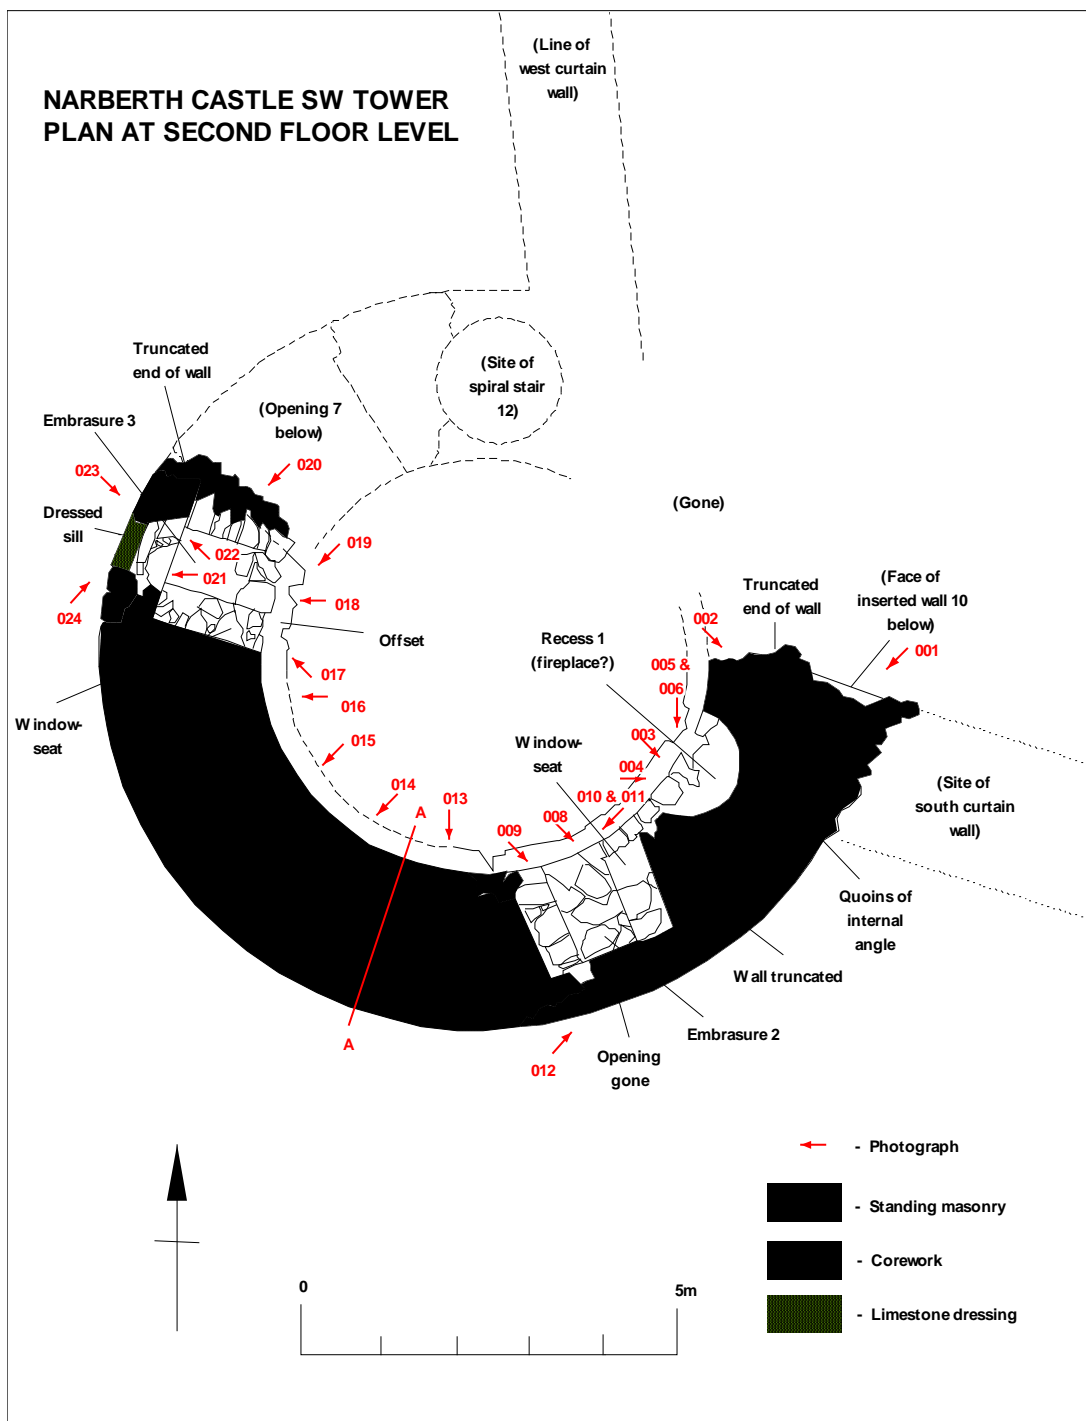 NARBERTH CASTLE SW TOWER
PLAN AT SECOND FLOOR LEVEL
(Line of
west curtain
wall)
Truncated
end of wall
(Site of
spiral stair
12)
Embrasure 3
(Opening 7
below)
023
020
Dressed
sill
(Gone)
022
019
021
018
024
Offset
Truncated
end of wall
(Face of
inserted wall 10
below)
002
001
Recess 1
(fireplace?)
005 &
006
017
016
Window-
seat
003
Window-
seat
015
004
014
A
013
010 & 011
008
009
(Site of
south curtain
wall)
Quoins of
internal
angle
Wall truncated
Embrasure 2
A
012
Opening
gone
- Photograph
- Standing masonry
- Corework
- Limestone dressing
0
5m